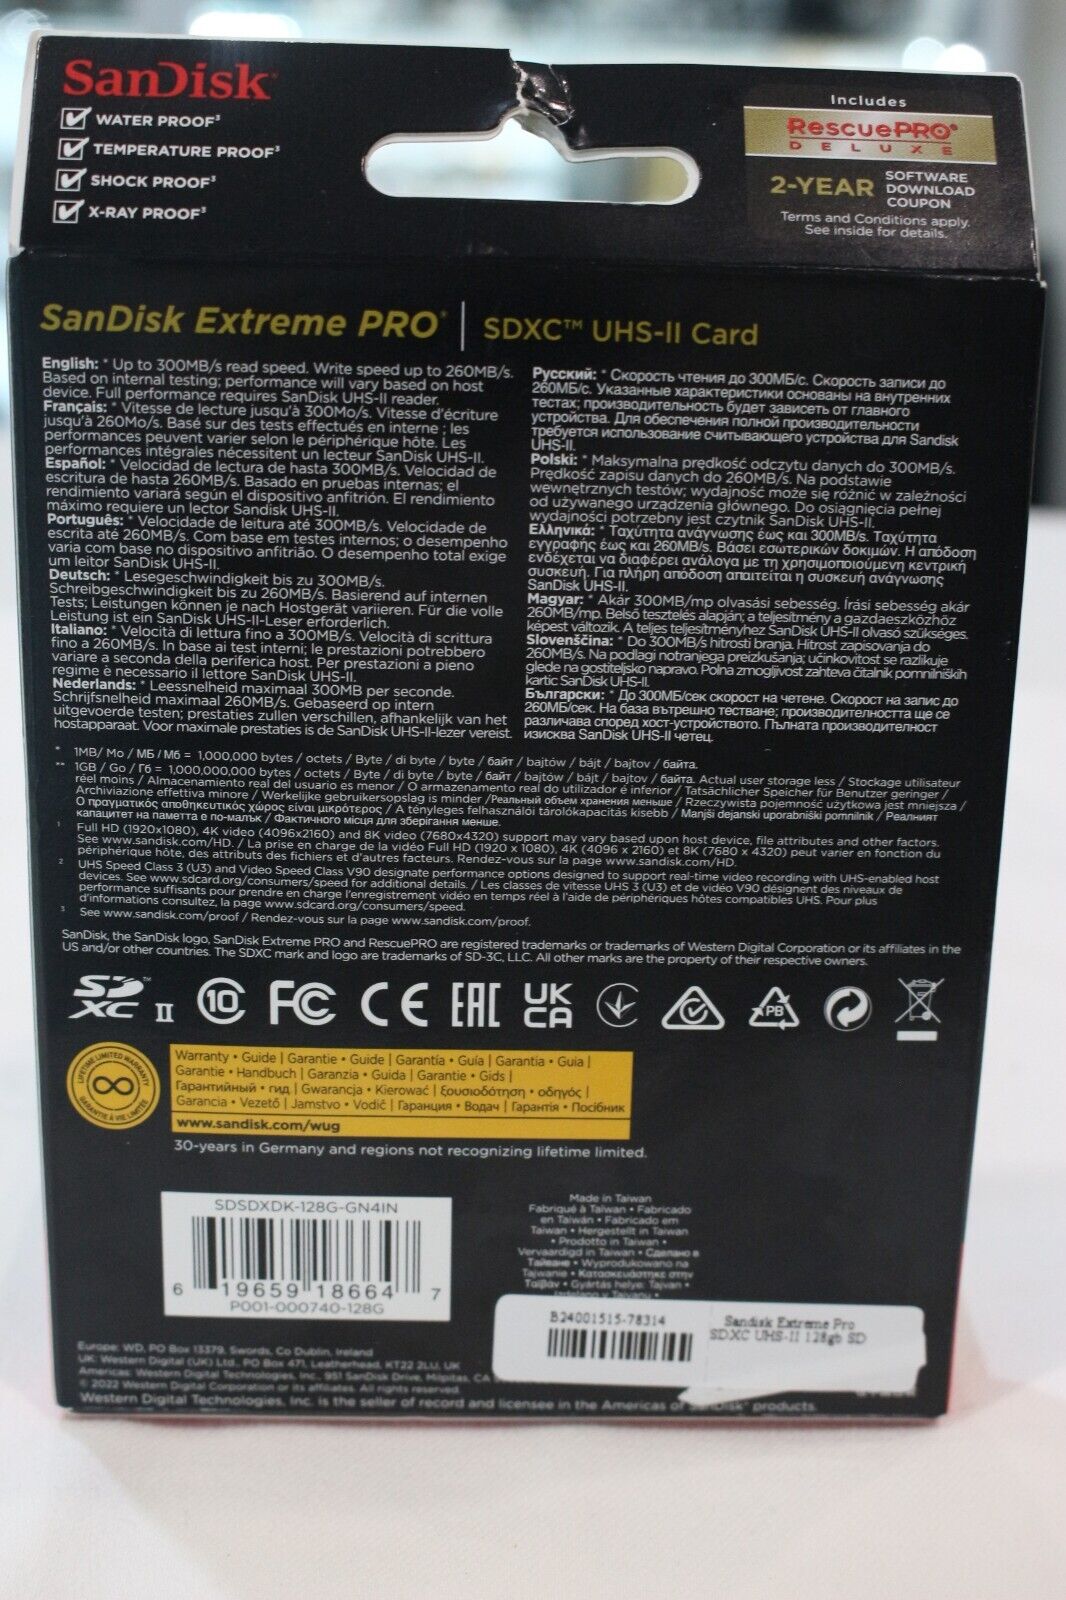 SanDisk®
WATER PROOF³
TEMPERATURE PROOF³
SHOCK PROOF³
X-RAY PROOF³
Includes
RescuePRO®
DELUXE
2-YEAR SOFTWARE DOWNLOAD COUPON
Terms and Conditions apply.
See inside for details.
SanDisk Extreme PRO® | SDXC™ UHS-II Card
English: * Up to 300MB/s read speed. Write speed up to 260MB/s.
Based on internal testing; performance will vary based on host
device. Full performance requires SanDisk UHS-II reader.
Français: * Vitesse de lecture jusqu'à 300Mo/s. Vitesse d'écriture
jusqu'à 260Mo/s. Basé sur des tests effectués en interne ; les
performances peuvent varier selon le périphérique hôte. Les
performances intégrales nécessitent un lecteur SanDisk UHS-II.
Español: * Velocidad de lectura de hasta 300MB/s. Velocidad de
escritura de hasta 260MB/s. Basado en pruebas internas; el
rendimiento variará según el dispositivo anfitrión. El rendimiento
máximo requiere un lector Sandisk UHS-II.
Português: * Velocidade de leitura até 300MB/s. Velocidade de
escrita até 260MB/s. Com base em testes internos; o desempenho
varia com base no dispositivo anfitrião. O desempenho total exige
um leitor SanDisk UHS-II.
Deutsch: * Lesegeschwindigkeit bis zu 300MB/s.
Schreibgeschwindigkeit bis zu 260MB/s. Basierend auf internen
Tests; Leistungen können je nach Hostgerät variieren. Für die volle
Leistung ist ein SanDisk UHS-II-Leser erforderlich.
Italiano: * Velocità di lettura fino a 300MB/s. Velocità di scrittura
fino a 260MB/s. In base ai test interni; le prestazioni potrebbero
variare a seconda della periferica host. Per prestazioni a pieno
regime è necessario il lettore SanDisk UHS-II.
Nederlands: * Leessnelheid maximaal 300MB per seconde.
Schrijfsnelheid maximaal 260MB/s. Gebaseerd op intern
uitgevoerde testen; prestaties zullen verschillen, afhankelijk van het
hostapparaat. Voor maximale prestaties is de SanDisk UHS-II-lezer vereist.
Русский: * Скорость чтения до 300МБ/с. Скорость записи до
260МБ/с. Указанные характеристики основаны на внутренних
тестах; производительность будет зависеть от главного
устройства. Для обеспечения полной производительности
требуется использование считывающего устройства для Sandisk
UHS-II.
Polski: * Maksymalna prędkość odczytu danych do 300MB/s.
Prędkość zapisu danych do 260MB/s. Na podstawie
wewnętrznych testów; wydajność może się różnić w zależności
od używanego urządzenia głównego. Do osiągnięcia pełnej
wydajności potrzebny jest czytnik SanDisk UHS-II.
Ελληνικά: * Ταχύτητα ανάγνωσης έως και 300MB/s. Ταχύτητα
εγγραφής έως και 260MB/s. Βάσει εσωτερικών δοκιμών. Η απόδοση
ενδέχεται να διαφέρει ανάλογα με τη χρησιμοποιούμενη κεντρική
συσκευή. Για πλήρη απόδοση απαιτείται η συσκευή ανάγνωσης
SanDisk UHS-II.
Magyar: * Akár 300MB/mp olvasási sebesség. Írási sebesség akár
260MB/mp. Belső tesztelés alapján; a teljesítmény a gazdaeszközhöz
képest változik. A teljes teljesítményhez SanDisk UHS-II olvasó szükséges.
Slovenščina: * Do 300MB/s hitrosti branja. Hitrost zapisovanja do
260MB/s. Na podlagi notranjega preizkušanja; učinkovitost se razlikuje
glede na gostiteljsko napravo. Polna zmogljivost zahteva čitalnik pomnilniških
kartic SanDisk UHS-II.
Български: * До 300МБ/сек скорост на четене. Скорост на запис до
260МБ/сек. На база вътрешно тестване; производителността ще се
различава според хост-устройството. Пълната производителност
изисква SanDisk UHS-II четец.
* 1MB/ Mo / МБ / Мб = 1,000,000 bytes / octets / Byte / di byte / byte / байт / bajtów / bájt / bajtov / байта.
** 1GB / Go / Гб = 1,000,000,000 bytes / octets / Byte / di byte / byte / байт / bajtów / bájt / bajtov / байта. Actual user storage less / Stockage utilisateur
réel moins / Almacenamiento real del usuario es menor / O armazenamento real do utilizador é inferior / Tatsächlicher Speicher für Benutzer geringer /
Archiviazione effettiva minore / Werkelijke gebruikersopslag is minder /Реальный объем хранения меньше / Rzeczywista pojemność użytkowa jest mniejsza /
Ο πραγματικός αποθηκευτικός χώρος είναι μικρότερος / A tényleges felhasználói tárolókapacitás kisebb / Manjši dejanski uporabniški pomnilnik / Реалният
капацитет на паметта е по-малък / Фактичного місця для зберігання менше.
¹ Full HD (1920x1080), 4K video (4096x2160) and 8K video (7680x4320) support may vary based upon host device, file attributes and other factors.
See www.sandisk.com/HD. / La prise en charge de la vidéo Full HD (1920 x 1080), 4K (4096 x 2160) et 8K (7680 x 4320) peut varier en fonction du
périphérique hôte, des attributs des fichiers et d'autres facteurs. Rendez-vous sur la page www.sandisk.com/HD.
² UHS Speed Class 3 (U3) and Video Speed Class V90 designate performance options designed to support real-time video recording with UHS-enabled host
devices. See www.sdcard.org/consumers/speed for additional details. / Les classes de vitesse UHS 3 (U3) et de vidéo V90 désignent des niveaux de
performance suffisants pour prendre en charge l'enregistrement vidéo en temps réel à l'aide de périphériques hôtes compatibles UHS. Pour plus
d'informations consultez, la page www.sdcard.org/consumers/speed.
³ See www.sandisk.com/proof / Rendez-vous sur la page www.sandisk.com/proof.
SanDisk, the SanDisk logo, SanDisk Extreme PRO and RescuePRO are registered trademarks or trademarks of Western Digital Corporation or its affiliates in the
US and/or other countries. The SDXC mark and logo are trademarks of SD-3C, LLC. All other marks are the property of their respective owners.
SD XC™ II 10 FC CE EAC UK CA PB
LIFETIME LIMITED WARRANTY
GARANTIE À VIE LIMITÉE
Warranty • Guide | Garantie • Guide | Garantía • Guía | Garantia • Guia |
Garantie • Handbuch | Garanzia • Guida | Garantie • Gids |
Гарантийный • гид | Gwarancja • Kierować | ξουσιοδότηση • οδηγός |
Garancia • Vezető | Jamstvo • Vodič | Гаранция • Водач | Гарантія • Посібник
www.sandisk.com/wug
30-years in Germany and regions not recognizing lifetime limited.
SDSDXDK-128G-GN4IN
6 19659 18664 7
P001-000740-128G
Made in Taiwan
Fabriqué à Taïwan • Fabricado
en Taiwán • Fabricado em
Taiwan • Hergestellt in Taiwan
• Prodotto in Taiwan •
Vervaardigd in Taiwan • Сделано в
Тайване • Wyprodukowano na
Tajwanie • Κατασκευάστηκε στην
Ταϊβάν • Gyártás helye: Tajvan •
B24001515-78314
Sandisk Extreme Pro
SDXC UHS-II 128gb SD
Europe: WD, PO Box 13379, Swords, Co Dublin, Ireland
UK: Western Digital (UK) Ltd., PO Box 471, Leatherhead, KT22 2LU, UK
Americas: Western Digital Technologies, Inc., 951 SanDisk Drive, Milpitas, CA
© 2022 Western Digital Corporation or its affiliates. All rights reserved.
Western Digital Technologies, Inc. is the seller of record and licensee in the Americas of SanDisk® products.